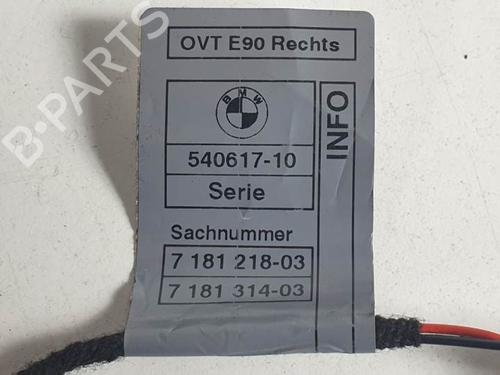 B-PARTS
OVT E90 Rechts
BMW
540617-10
Serie
INFO
Sachnummer
7 181 218-03
7 181 314-03